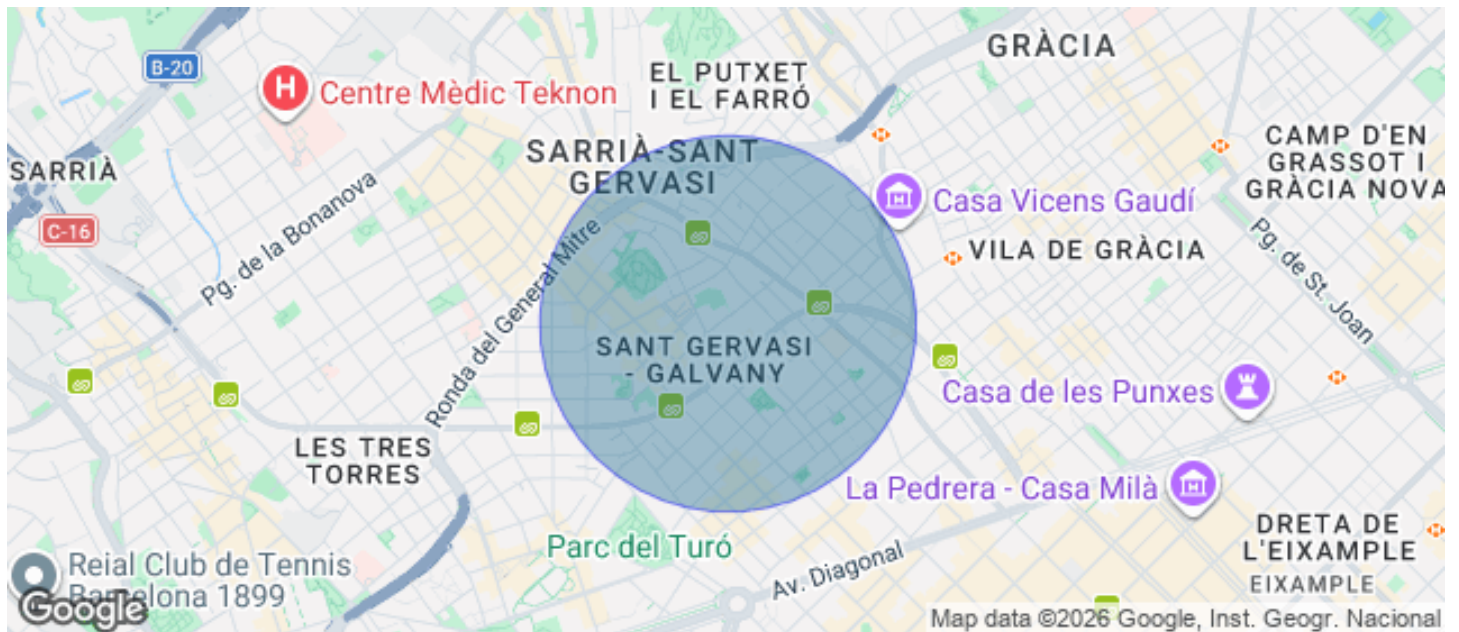 GRÀCIA
B-20
Centre Mèdic Teknon
EL PUTXET
I EL FARRÓ
SARRIÀ
SARRIÀ-SANT
GERVASI
CAMP D'EN
GRASSOT I
GRÀCIA NOVA
C-16
Pg. de la Bonanova
Casa Vicens Gaudí
VILA DE GRÀCIA
Pg. de St. Joan
Ronda del General Mitre
SANT GERVASI
- GALVANY
Casa de les Punxes
LES TRES
TORRES
La Pedrera - Casa Milà
Parc del Turó
Av. Diagonal
DRETA DE
L'EIXAMPLE
EIXAMPLE
Reial Club de Tennis
Barcelona 1899
Google
Map data ©2026 Google, Inst. Geogr. Nacional